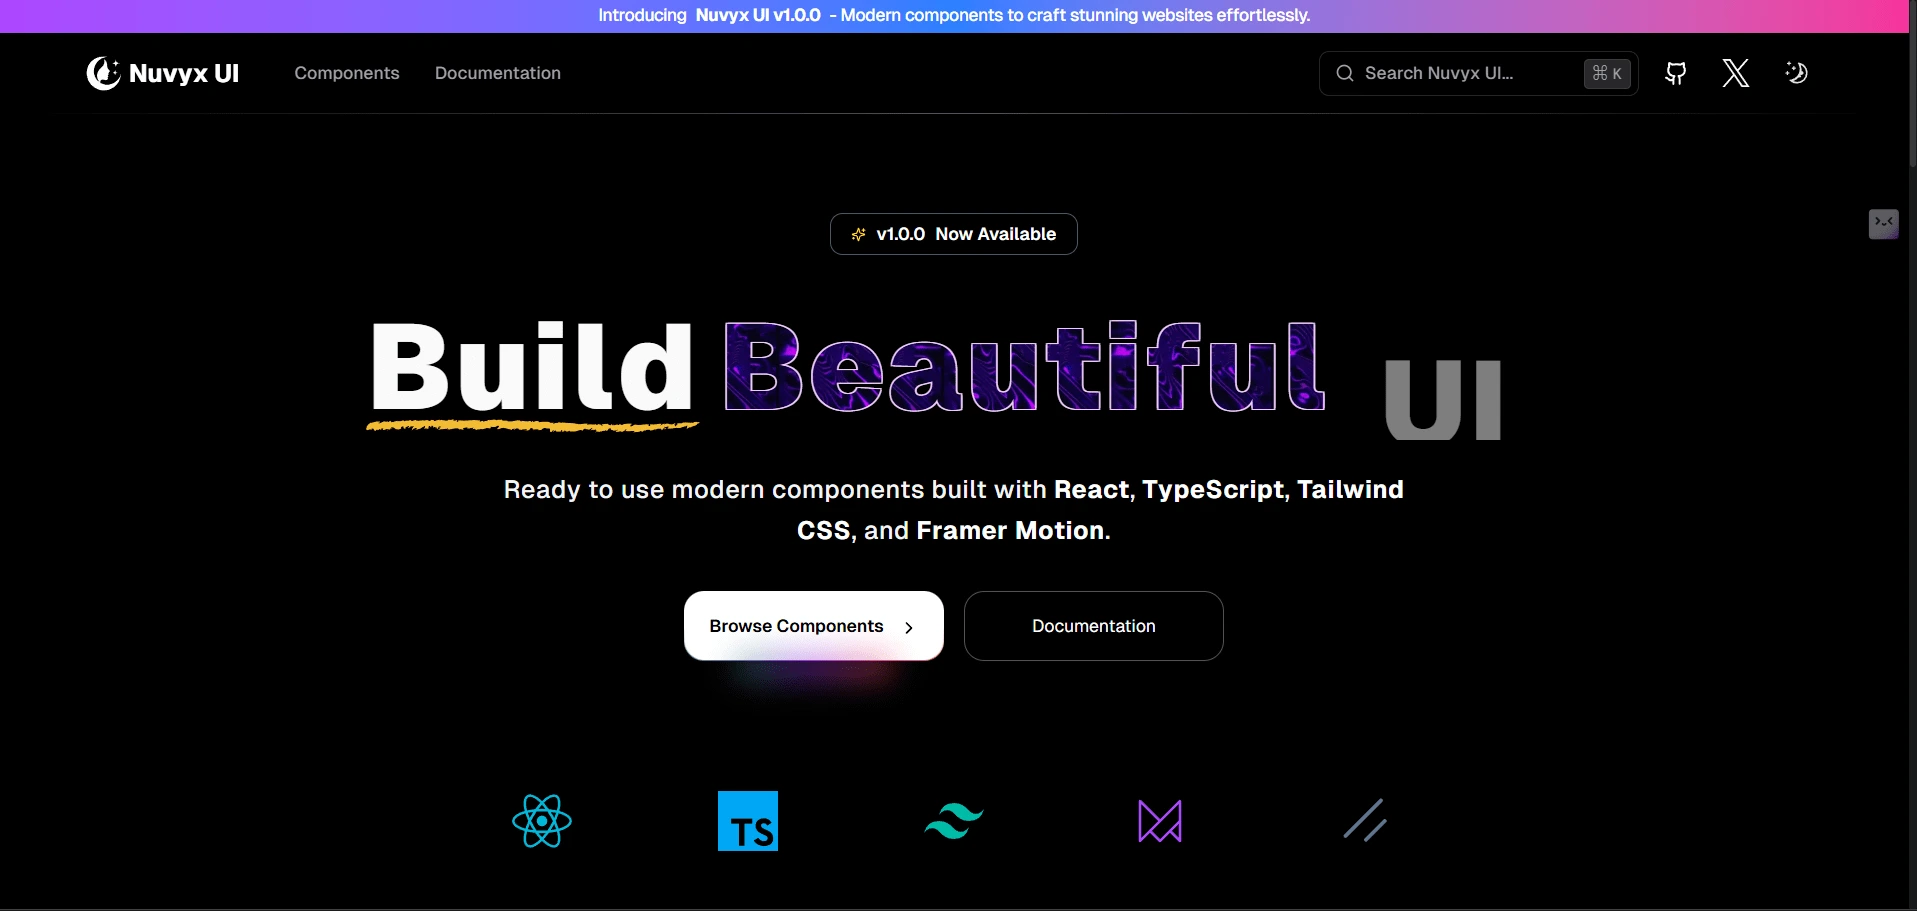 Introducing Nuvyx UI v1.0.0 - Modern components to craft stunning websites effortlessly.
Nuvyx UI
Components
Documentation
Search Nuvyx UI...
⌘ K
v1.0.0 Now Available
Build Beautiful UI
Ready to use modern components built with React, TypeScript, Tailwind
CSS, and Framer Motion.
Browse Components
Documentation
TS